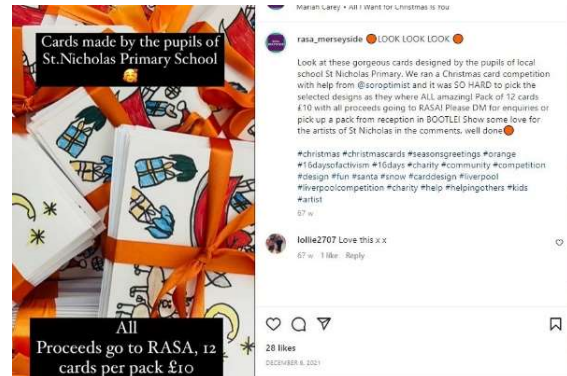 Cards made by the pupils of
St.Nicholas Primary School
🥰
All
Proceeds go to RASA, 12
cards per pack £10
Mariah Carey • All I Want for Christmas Is You
rasa_merseyside 🟠LOOK LOOK LOOK 🟠
Look at these gorgeous cards designed by the pupils of local
school St Nicholas Primary. We ran a Christmas card competition
with help from @soroptimist and it was SO HARD to pick the
selected designs as they where ALL amazing! Pack of 12 cards
£10 with all proceeds going to RASA! Please DM for enquiries or
pick up a pack from reception in BOOTLE! Show some love for
the artists of St Nicholas in the comments, well done🟠
#christmas #christmascards #seasonsgreetings #orange
#16daysofactivism #16days #charity #community #competition
#design #fun #santa #snow #carddesign #liverpool
#liverpoolcompetition #charity #help #helpingothers #kids
#artist
67 w
lollie2707 Love this x x
67 w 1 like Reply
28 likes
DECEMBER 6, 2021